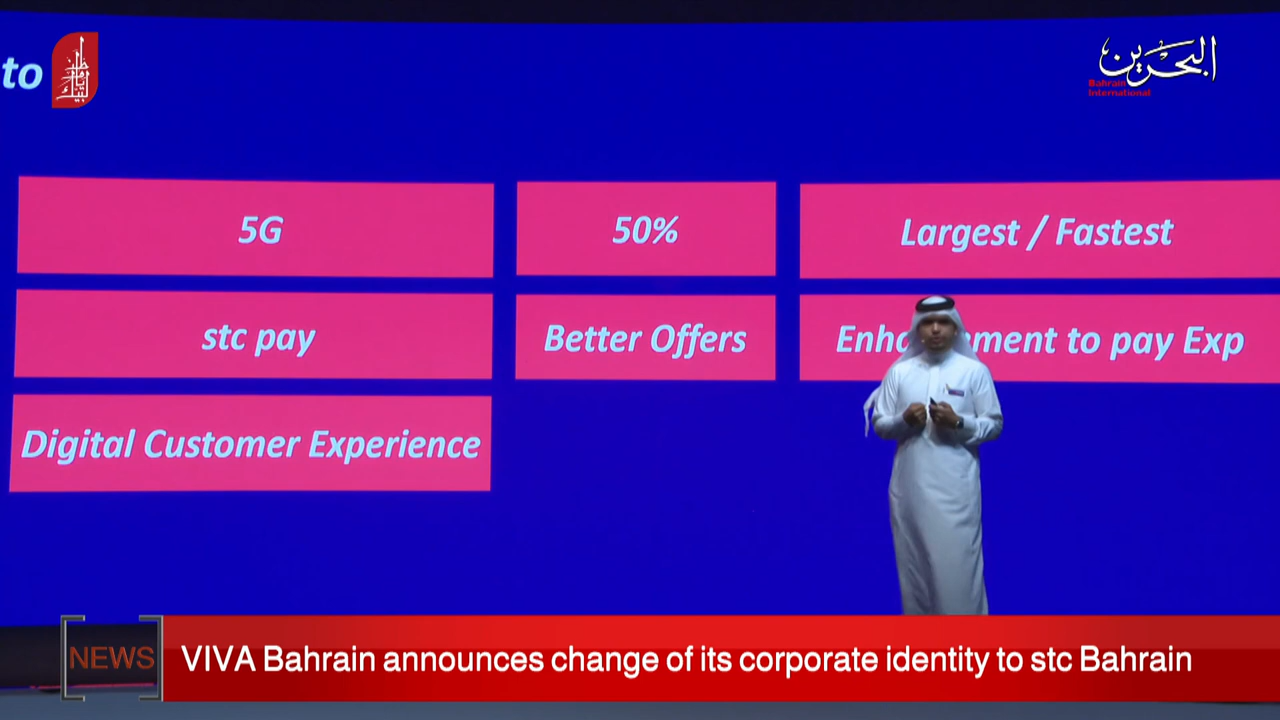 to
البحرين
Bahrain
International
5G
50%
Largest / Fastest
stc pay
Better Offers
Enh ment to pay Exp
Digital Customer Experience
NEWS
VIVA Bahrain announces change of its corporate identity to stc Bahrain